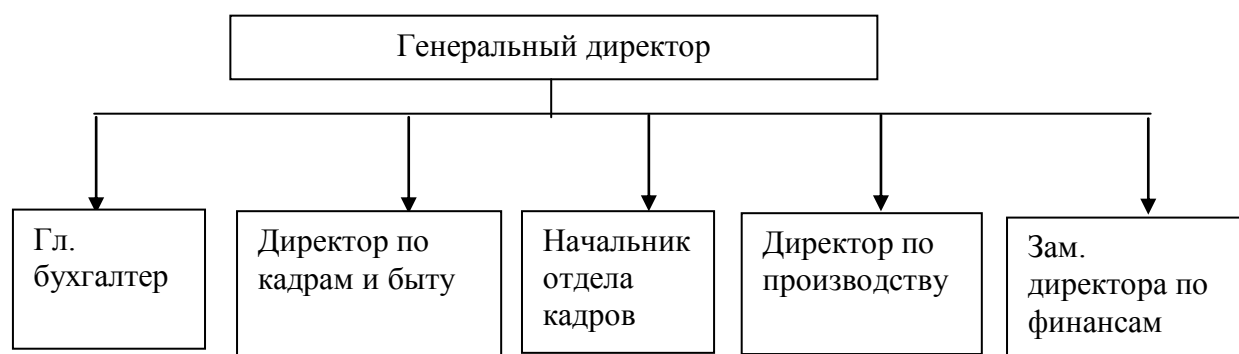 Генеральный директор
Гл.
бухгалтер
Директор по
кадрам и быту
Начальник
отдела
кадров
Директор по
производству
Зам.
директора по
финансам